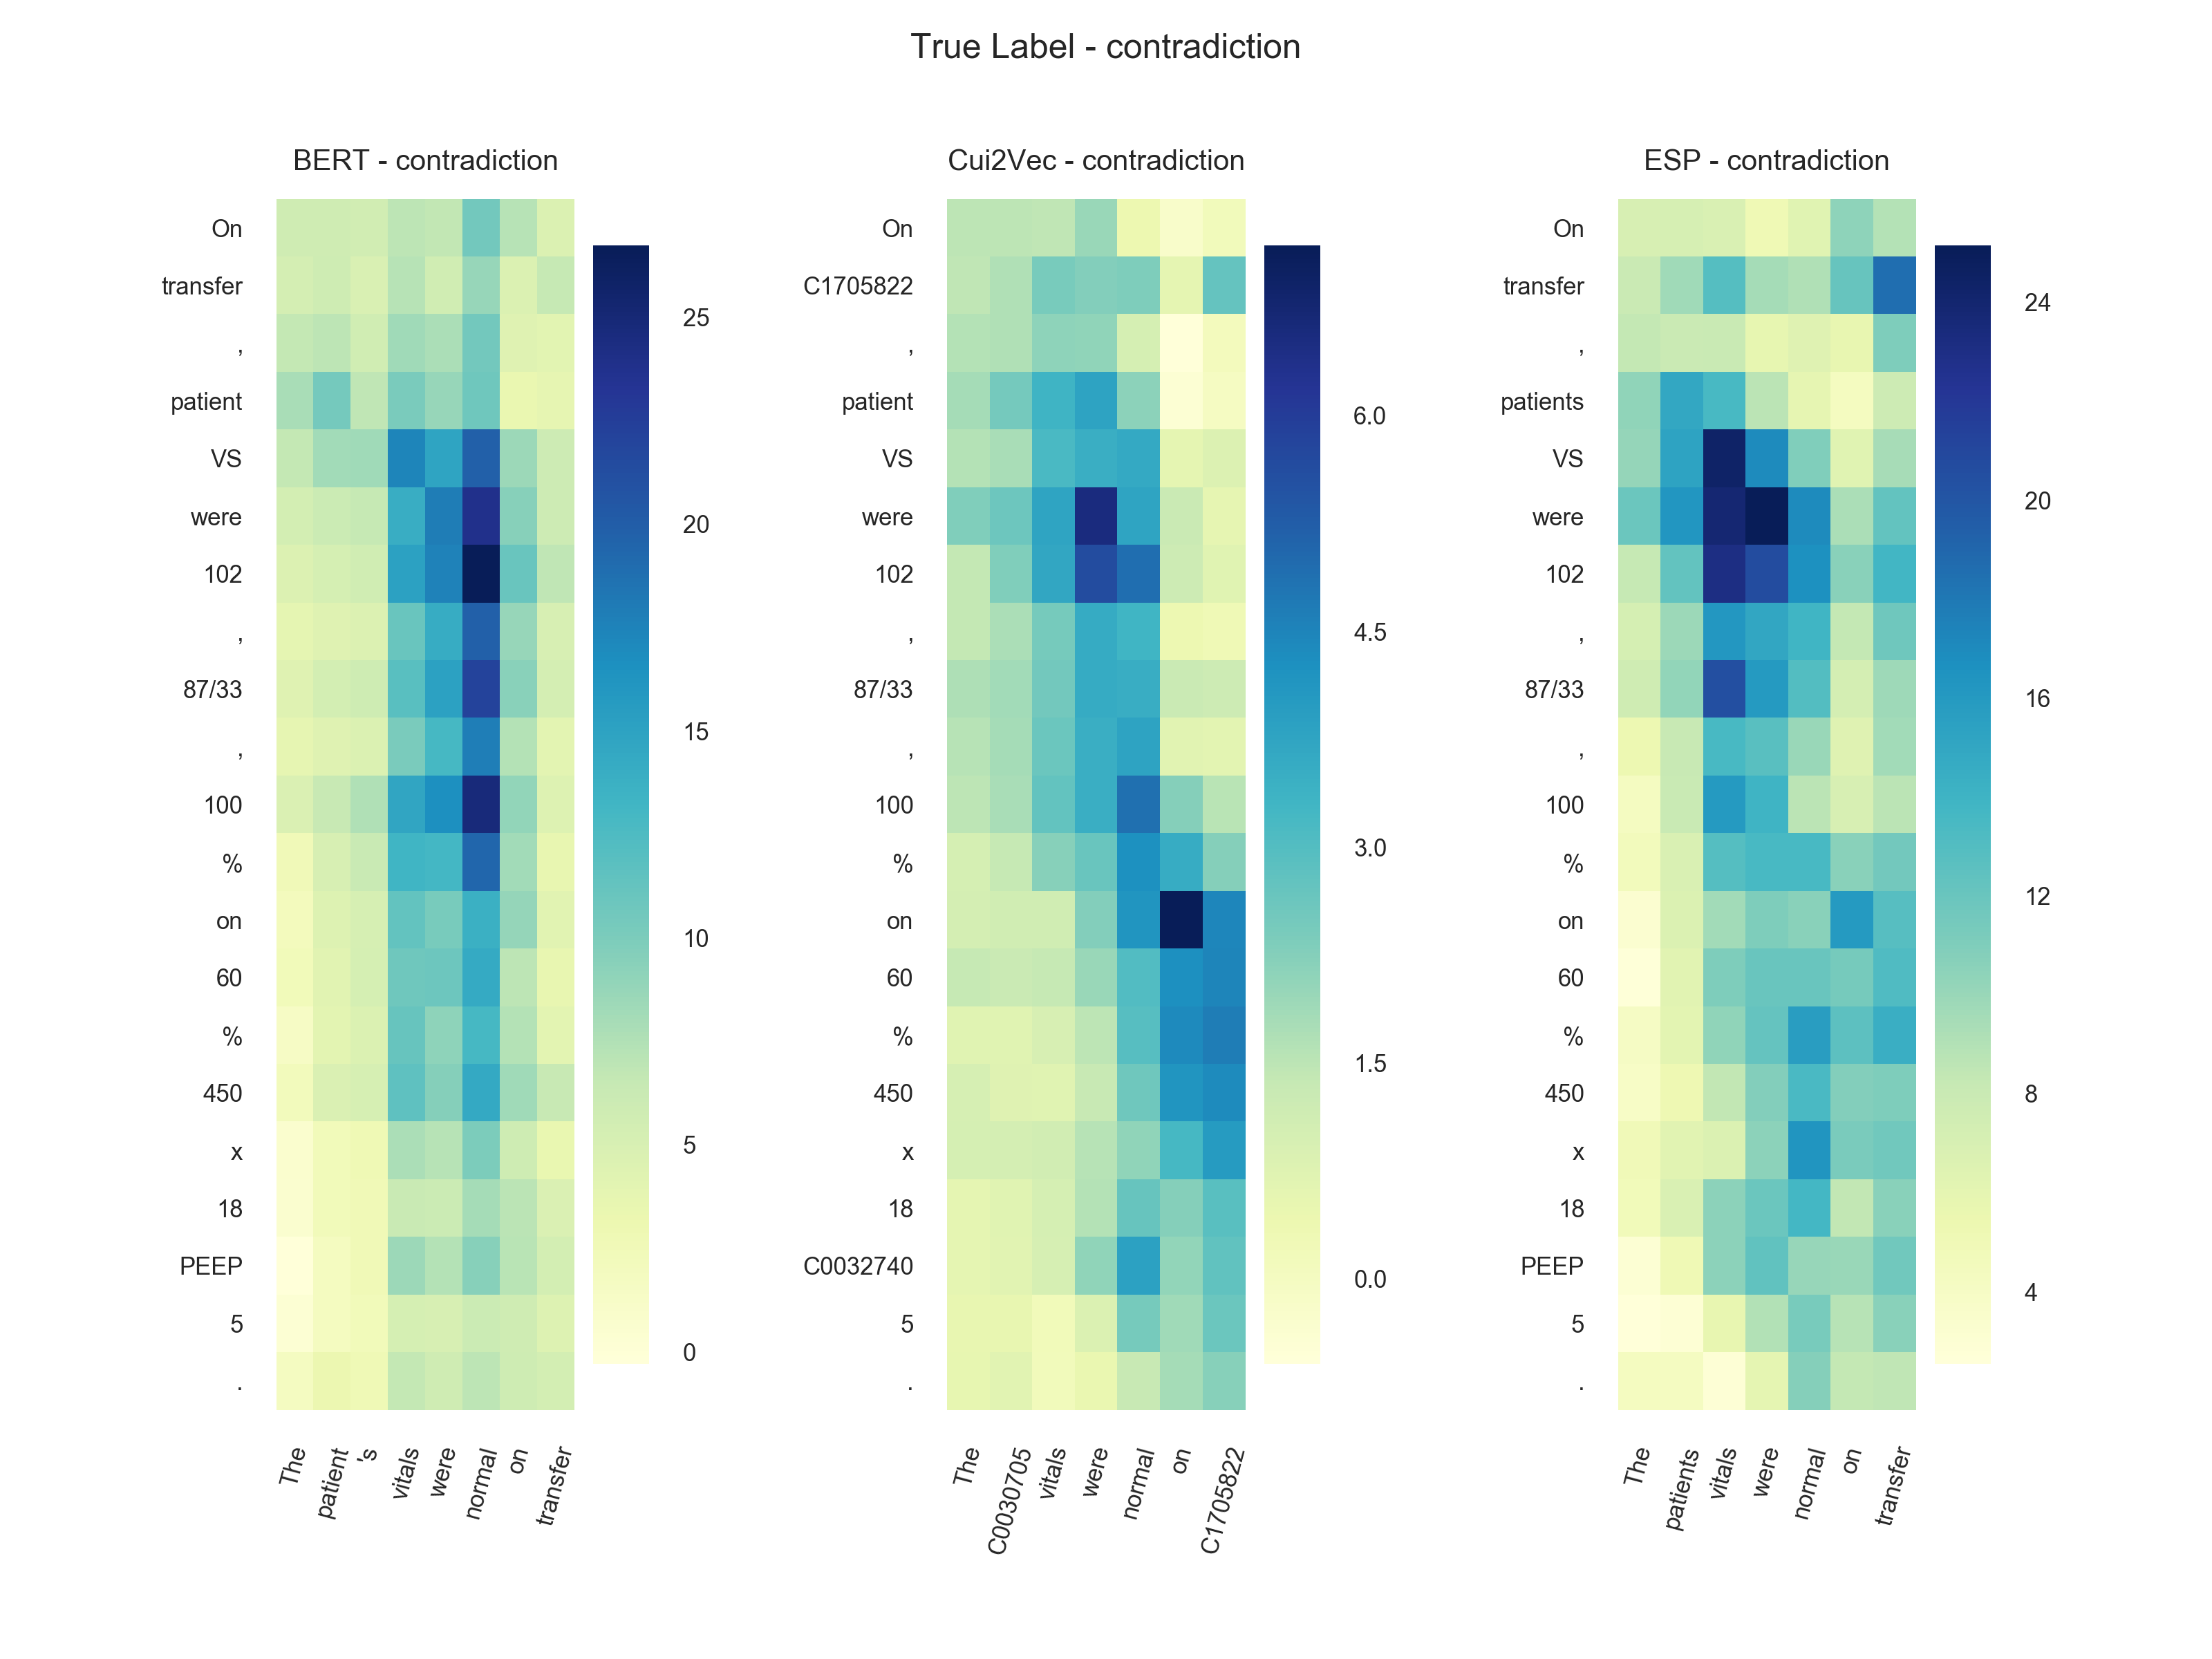 True Label - contradiction
BERT - contradiction
On
transfer
,
patient
VS
were
102
,
87/33
,
100
%
on
60
%
450
x
18
PEEP
5
.
The
patient
's
vitals
were
normal
on
transfer
25
20
15
10
5
0
Cui2Vec - contradiction
On
C1705822
,
patient
VS
were
102
,
87/33
,
100
%
on
60
%
450
x
18
C0032740
5
.
The
C0030705
vitals
were
normal
on
C1705822
6.0
4.5
3.0
1.5
0.0
ESP - contradiction
On
transfer
,
patients
VS
were
102
,
87/33
,
100
%
on
60
%
450
x
18
PEEP
5
.
The
patients
vitals
were
normal
on
transfer
24
20
16
12
8
4